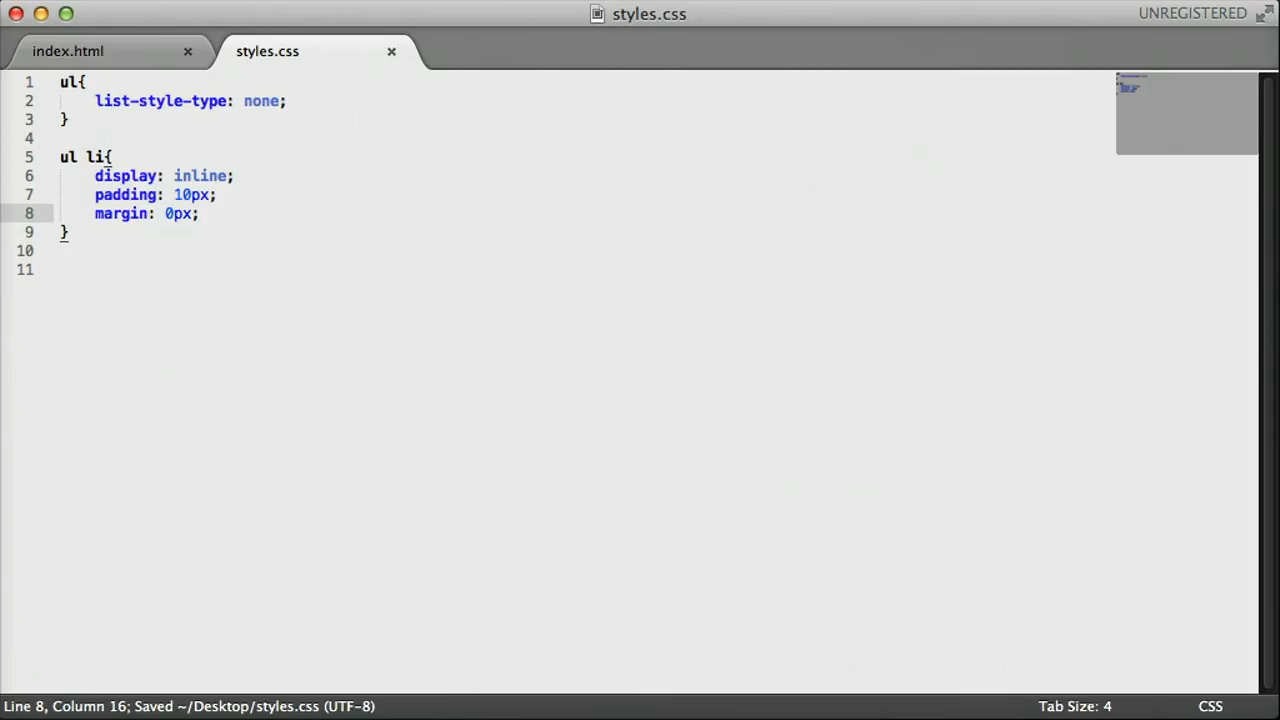 styles.css
UNREGISTERED
index.html
styles.css
1 ul{
2 list-style-type: none;
3 }
4
5 ul li{
6 display: inline;
7 padding: 10px;
8 margin: 0px;
9 }
10
11
Line 8, Column 16; Saved ~/Desktop/styles.css (UTF-8)
Tab Size: 4
CSS